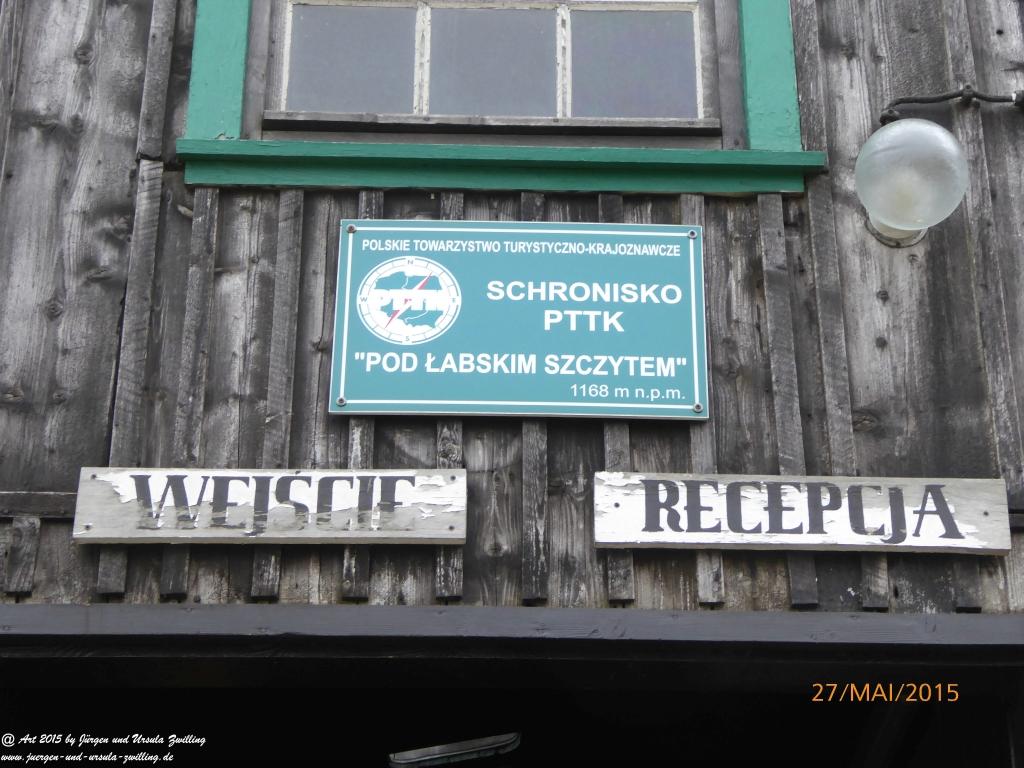 POLSKIE TOWARZYSTWO TURYSTYCZNO-KRAJOZNAWCZE
N
W
E
S
PTTK
SCHRONISKO
PTTK
"POD ŁABSKIM SZCZYTEM"
1168 m n.p.m.
WEJŚCIE
RECEPCJA
27/MAI/2015
@ Art 2015 by Jürgen und Ursula Zwilling
www.juergen-und-ursula-zwilling.de